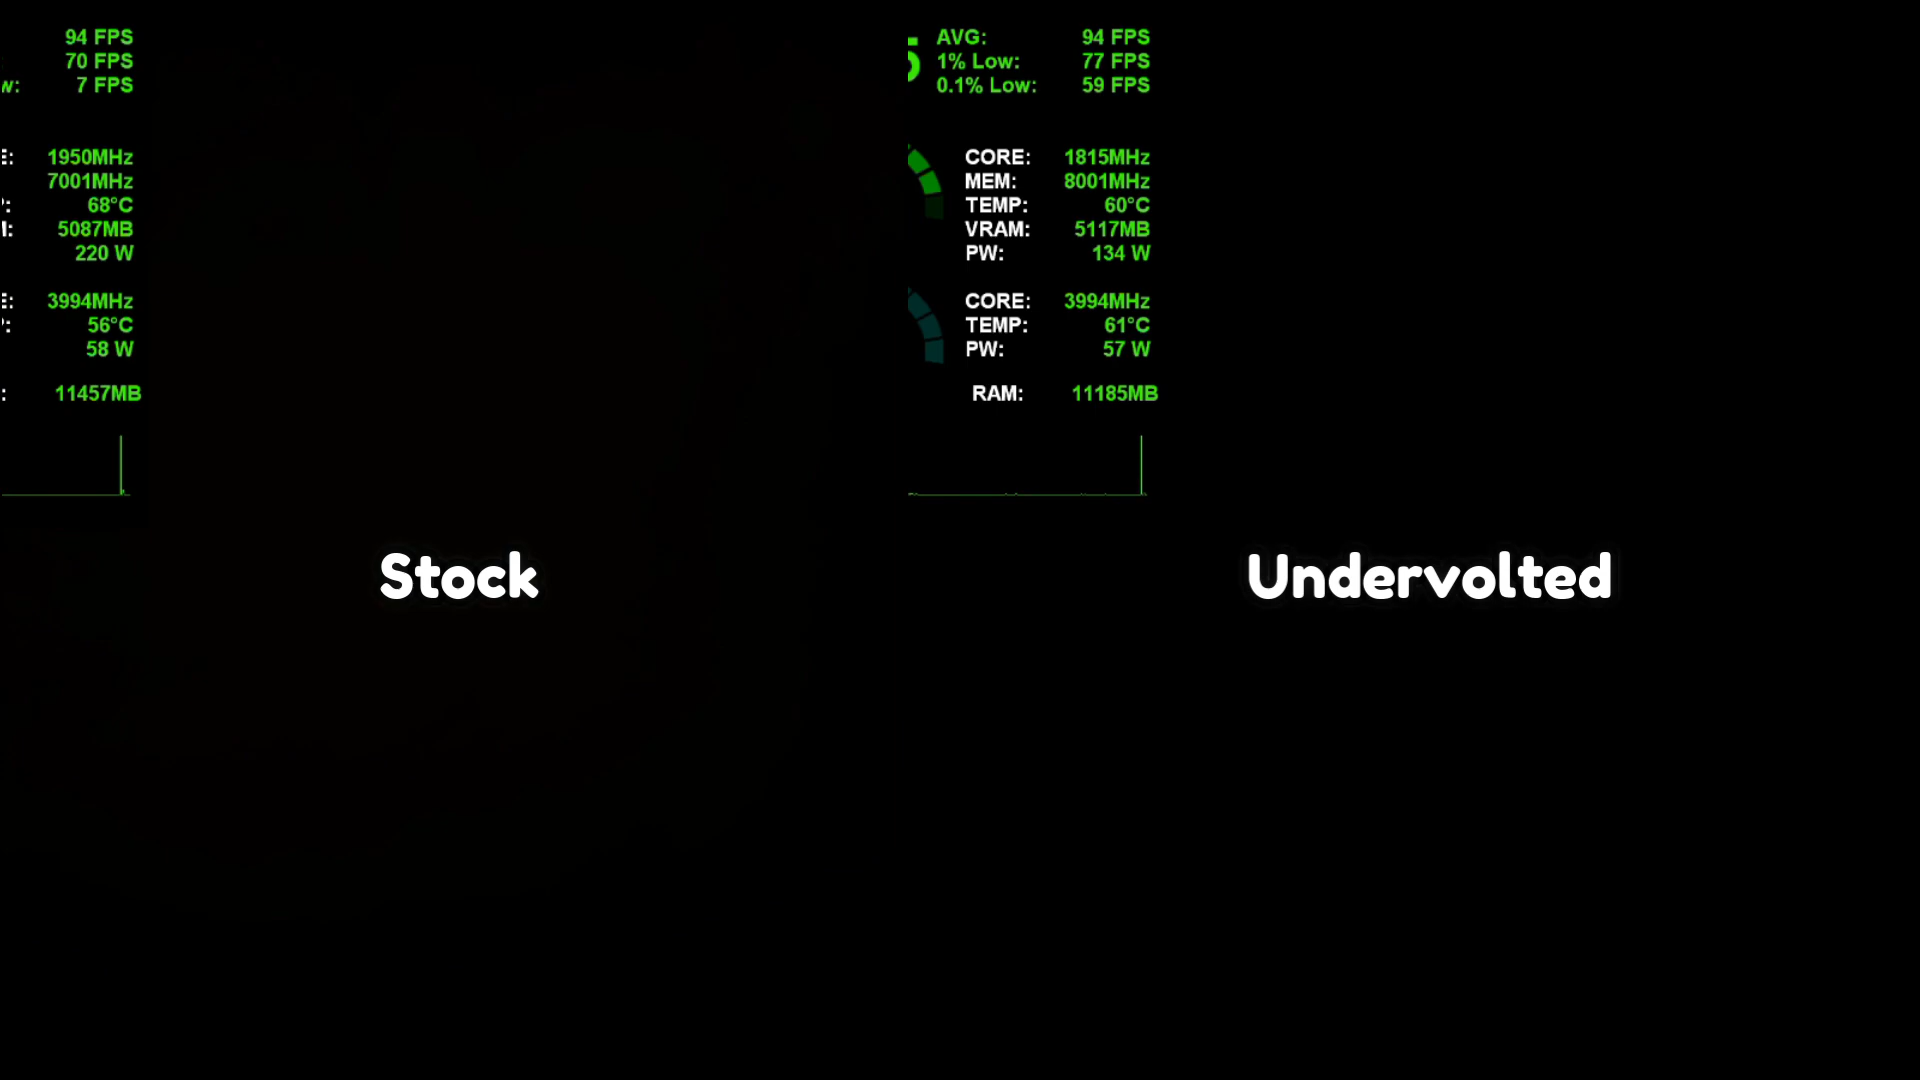 94 FPS
70 FPS
w: 7 FPS
E: 1950MHz
7001MHz
P: 68°C
M: 5087MB
220 W
E: 3994MHz
P: 56°C
58 W
: 11457MB
Stock
5 AVG: 94 FPS
1% Low: 77 FPS
0.1% Low: 59 FPS
CORE: 1815MHz
MEM: 8001MHz
TEMP: 60°C
VRAM: 5117MB
PW: 134 W
CORE: 3994MHz
TEMP: 61°C
PW: 57 W
RAM: 11185MB
Undervolted